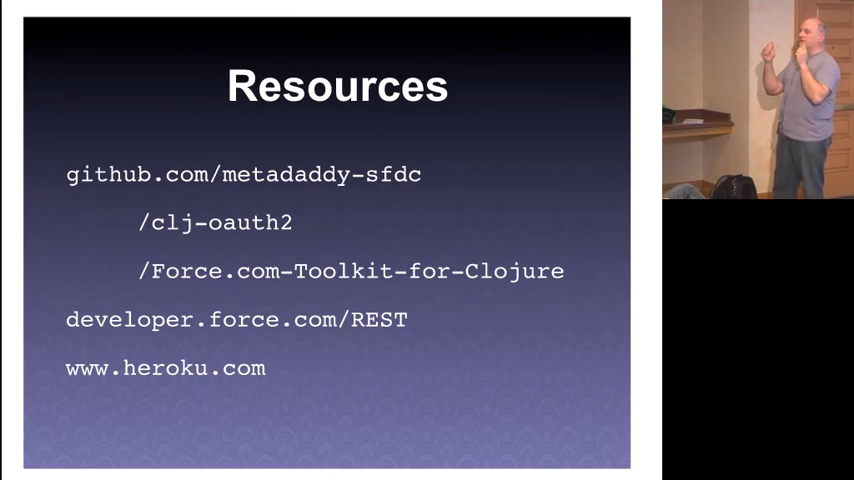 Resources
github.com/metadaddy-sfdc
/clj-oauth2
/Force.com-Toolkit-for-Clojure
developer.force.com/REST
www.heroku.com